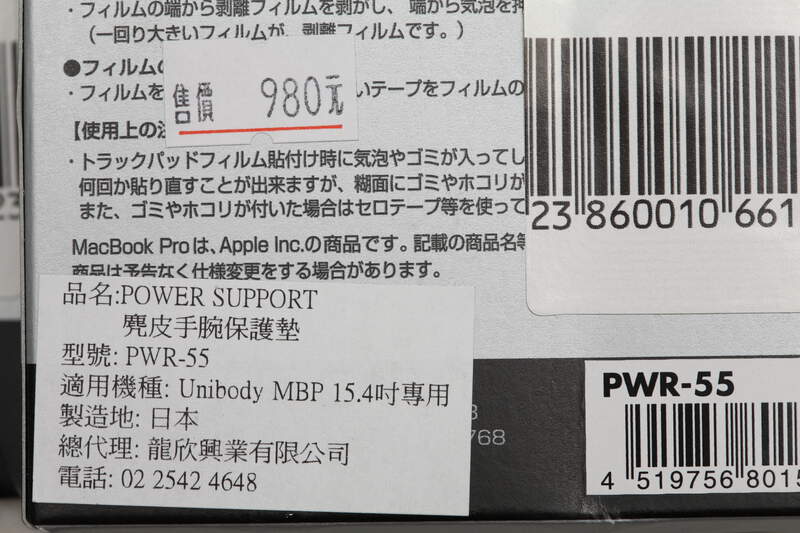 ・フィルムの端から剥離フィルムを剥がし、端から気泡を押
（一回り大きいフィルムが、剥離フィルムです。）
●フィルムの
・フィルムを
いテープをフィルムの
售價 980元
【使用上の注
・トラックパッドフィルム貼付け時に気泡やゴミが入ってし
何回か貼り直すことが出来ますが、糊面にゴミやホコリが
また、ゴミやホコリが付いた場合はセロテープ等を使って
MacBook Proは、Apple Inc.の商品です。記載の商品名等
商品は予告なく仕様変更をする場合があります。
23 860010 661
品名:POWER SUPPORT
麂皮手腕保護墊
型號: PWR-55
適用機種: Unibody MBP 15.4吋專用
製造地: 日本
總代理: 龍欣興業有限公司
電話: 02 2542 4648
768
PWR-55
4 519756 8015